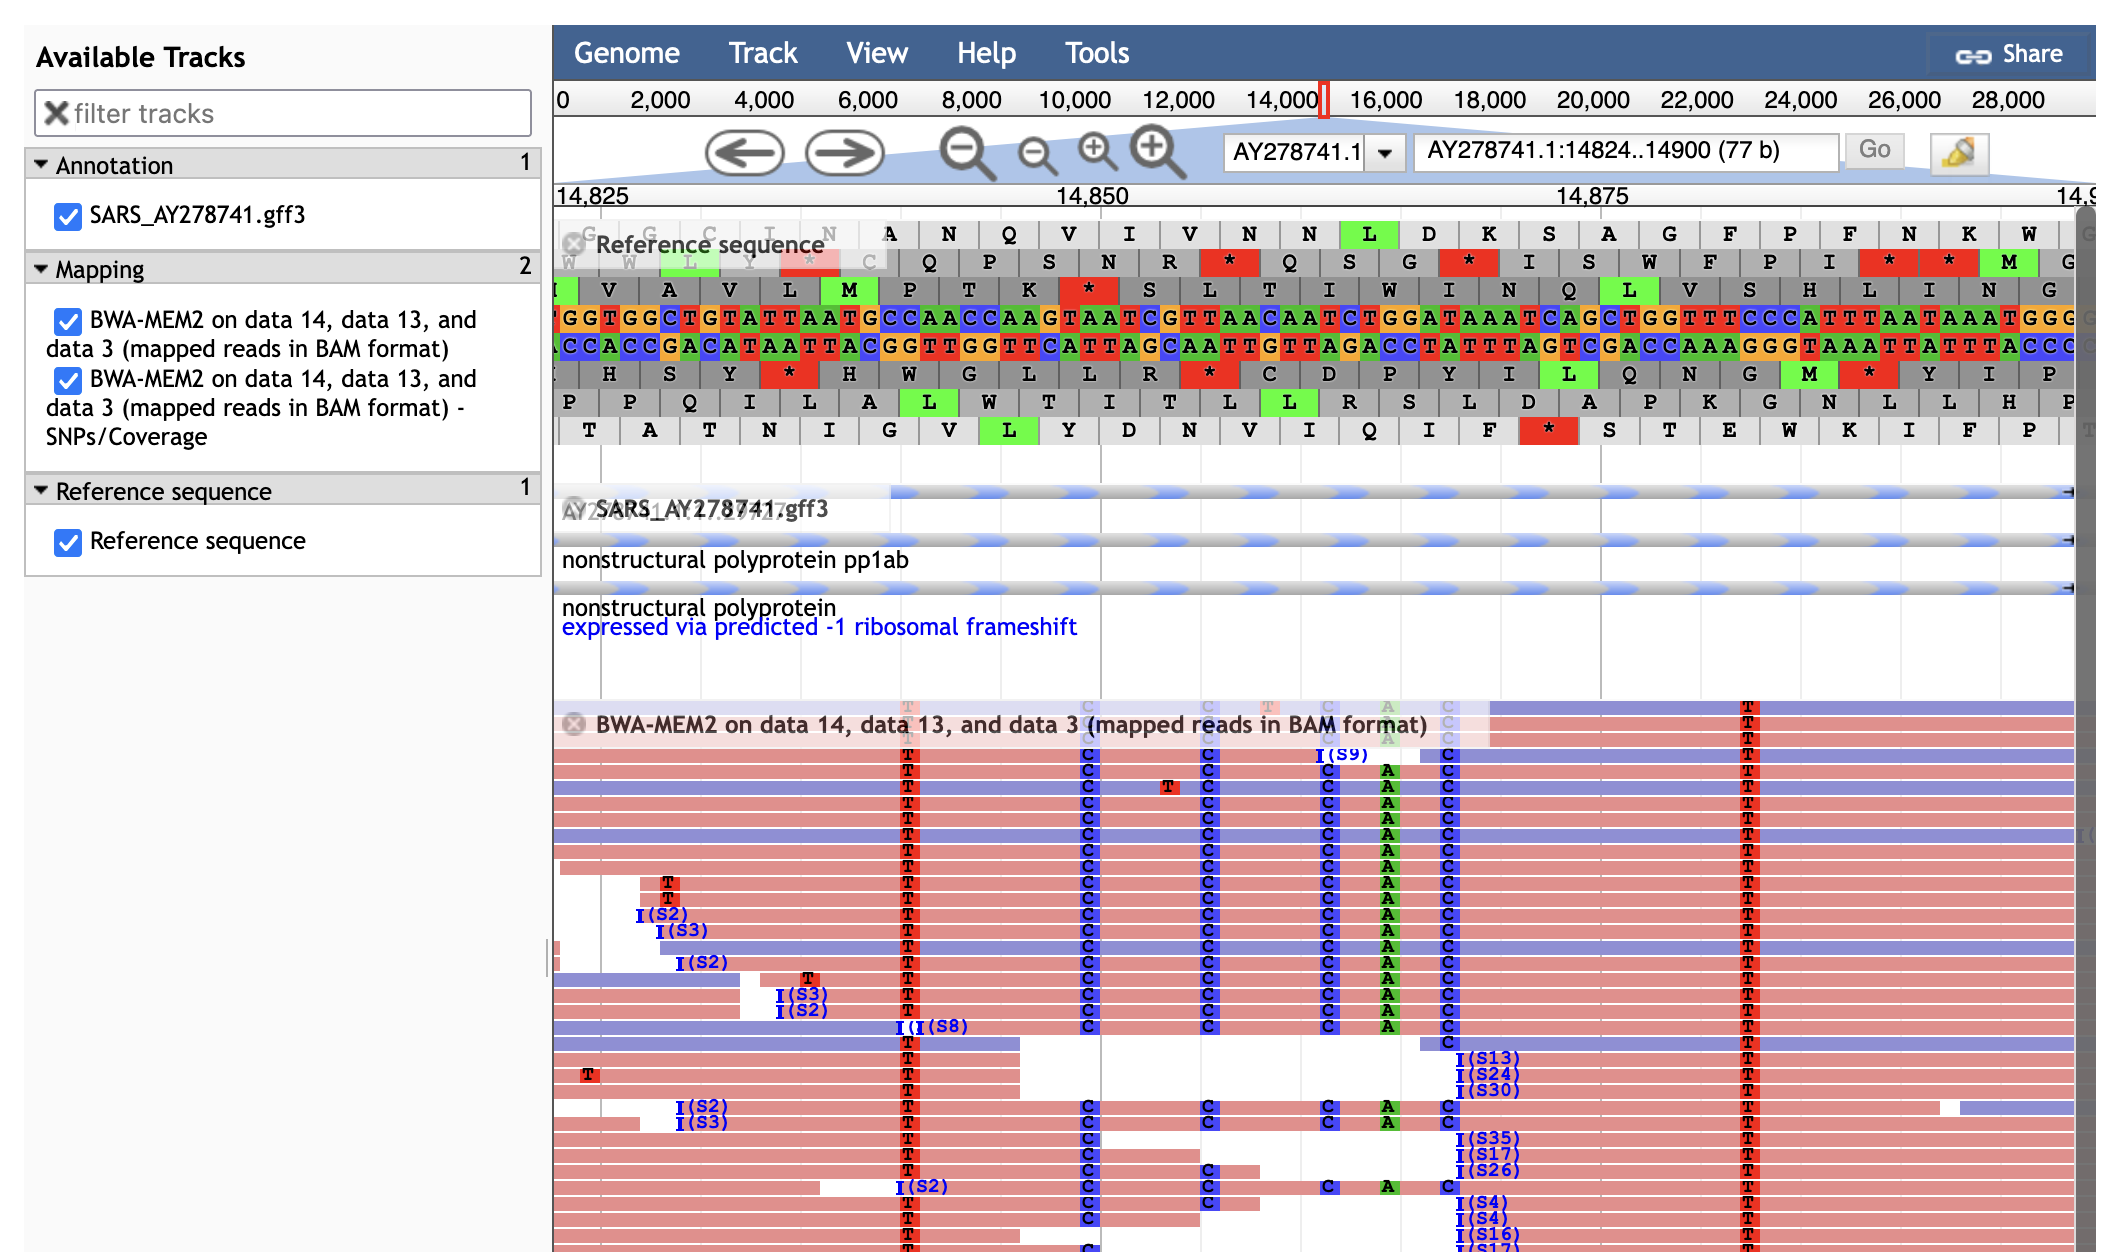 Available Tracks
filter tracks
Annotation 1
SARS_AY278741.gff3
Mapping 2
BWA-MEM2 on data 14, data 13, and
data 3 (mapped reads in BAM format)
BWA-MEM2 on data 14, data 13, and
data 3 (mapped reads in BAM format) -
SNPs/Coverage
Reference sequence 1
Reference sequence
Genome Track View Help Tools Share
0 2,000 4,000 6,000 8,000 10,000 12,000 14,000 16,000 18,000 20,000 22,000 24,000 26,000 28,000
AY278741.1 AY278741.1:14824..14900 (77 b) Go
14,825 14,850 14,875 14,9
G G C I N A N Q V I V N N L D K S A G F P F N K W G
Reference sequence
W W L Y * C Q P S N R * Q S G * I S W F P I * * M G
V A V L M P T K * S L T I W I N Q L V S H L I N G
GGTGGCTGTATTAATGCCAACCAAGTAATCGTTAACAATCTGGATAAATCAGCTGGTTTCCCATTTAATAAATGGG
CCACCGACATAATTACGGTTGGTTCATTAGCAATTGTTAGACCTATTTAGTCGACCAAAGGGTAAATTATTTACCC
H S Y * H W G L L R * C D P Y I L Q N G M * Y I P
P P Q I L A L W T I T L L R S L D A P K G N L L H P
T A T N I G V L Y D N V I Q I F * S T E W K I F P T
SARS_AY278741.gff3
nonstructural polyprotein pp1ab
nonstructural polyprotein
expressed via predicted -1 ribosomal frameshift
T C C T C A C T
BWA-MEM2 on data 14, data 13, and data 3 (mapped reads in BAM format) T
T
T C C I(S9) C T
T C C C A C T
T C T C C A C T
T C C C A C T
T C C C A C T
T C C C A C T
T C C C A C T
T C C C A C T
T T C C C A C T
T T C C C A C T
I(S2) T C C C A C T
I(S3) T C C C A C T
T C C C A C T
I(S2) T C C C A C T
T T C C C A C T
I(S3) T C C C A C T
I(S2) T C C C A C T
I(I(S8) C C C A C T
T C T
T I(S13) T
T T I(S24) T
T I(S30) T
I(S2) T C C C A C T
I(S3) T C C C A C T
T C I(S35) T
T C I(S17) T
T C C I(S26) T
I(S2) C C C A C T
T C C I(S4) T
T C I(S4) T
T I(S16) T
T C I(S17) T